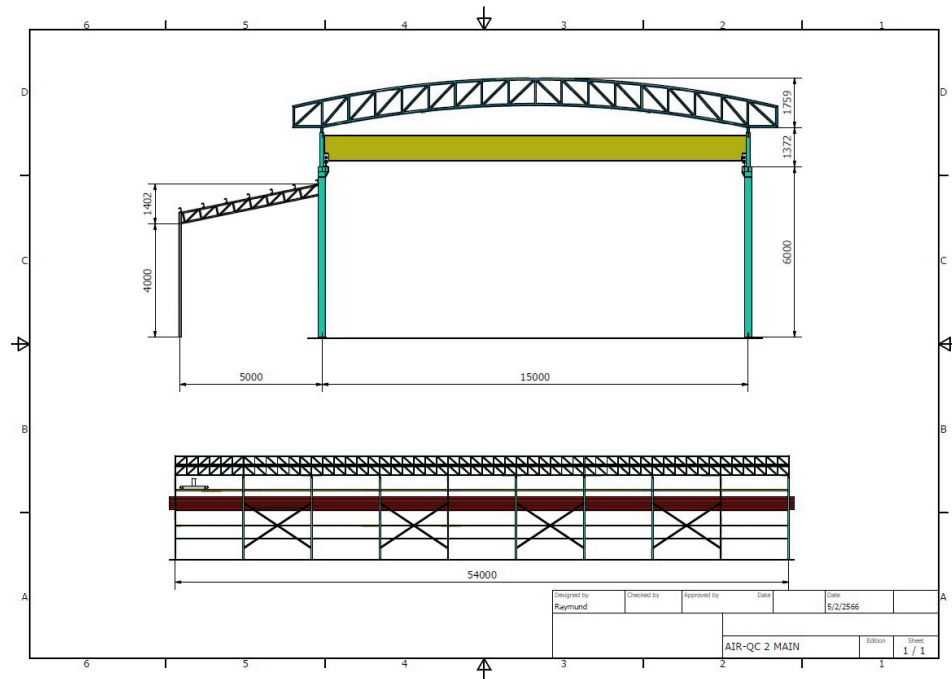 6 5 4 3 2 1
D D
1759
1372
1402
6000
4000
C C
5000 15000
B B
54000
Designed by Checked by Approved by Date Date
Raymund 5/2/2566
A A
AIR-QC 2 MAIN Edition Sheet
1 / 1
6 5 4 3 2 1